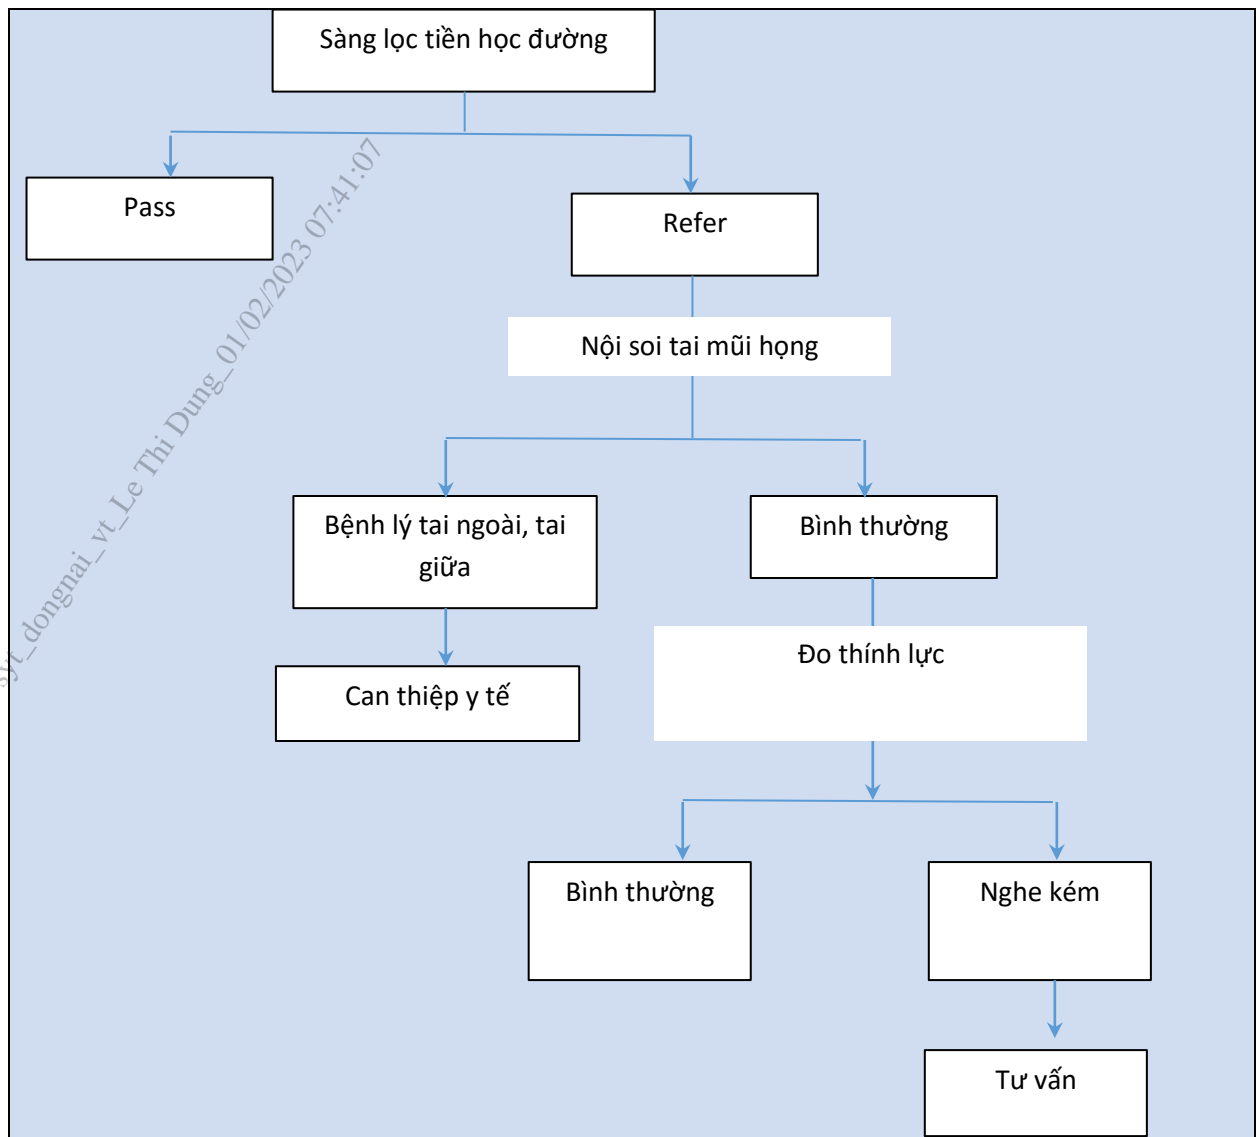 Sàng lọc tiền học đường
Pass
Refer
Nội soi tai mũi họng
Bệnh lý tai ngoài, tai
giữa
Bình thường
Đo thính lực
Can thiệp y tế
Bình thường
Nghe kém
Tư vấn
syt_dongnai_vt_Le Thi Dung_01/02/2023 07:41:07